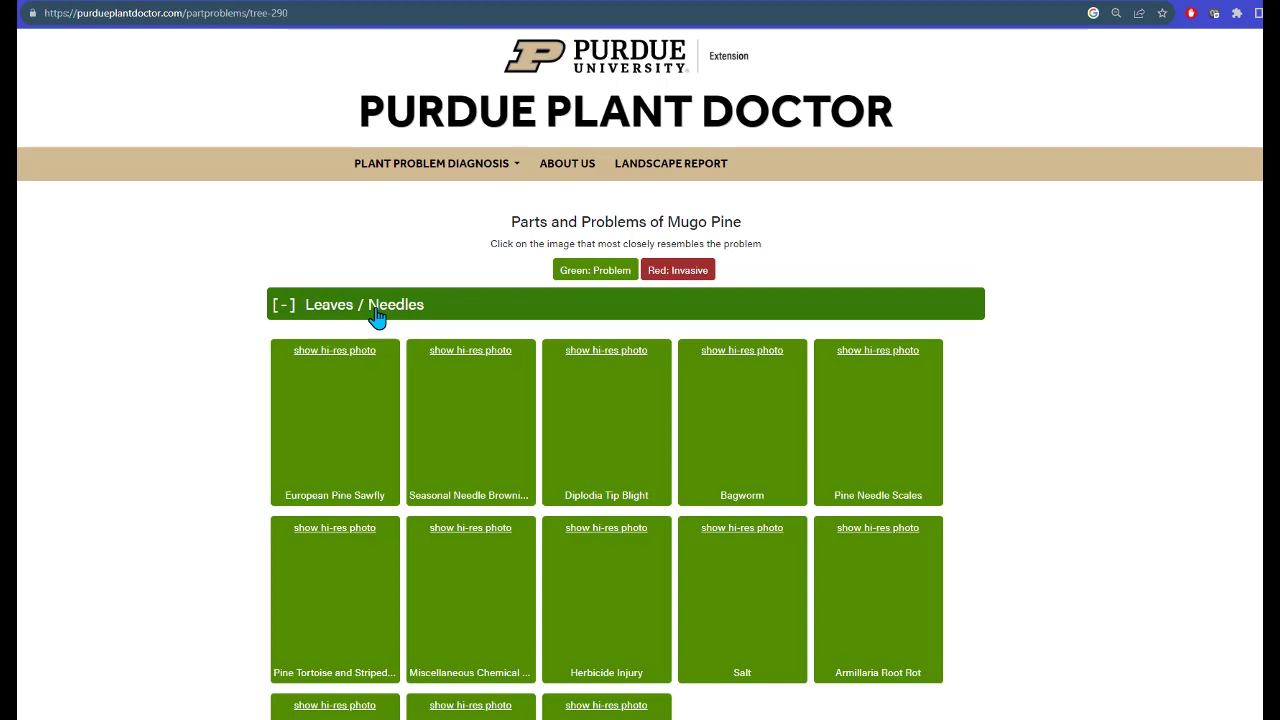 https://purdueplantdoctor.com/partproblems/tree-290
PURDUE UNIVERSITY® Extension
PURDUE PLANT DOCTOR
PLANT PROBLEM DIAGNOSIS ABOUT US LANDSCAPE REPORT
Parts and Problems of Mugo Pine
Click on the image that most closely resembles the problem
Green: Problem Red: Invasive
[-] Leaves / Needles
show hi-res photo show hi-res photo show hi-res photo show hi-res photo show hi-res photo
European Pine Sawfly Seasonal Needle Browni... Diplodia Tip Blight Bagworm Pine Needle Scales
show hi-res photo show hi-res photo show hi-res photo show hi-res photo show hi-res photo
Pine Tortoise and Striped... Miscellaneous Chemical ... Herbicide Injury Salt Armillaria Root Rot
show hi-res photo show hi-res photo show hi-res photo